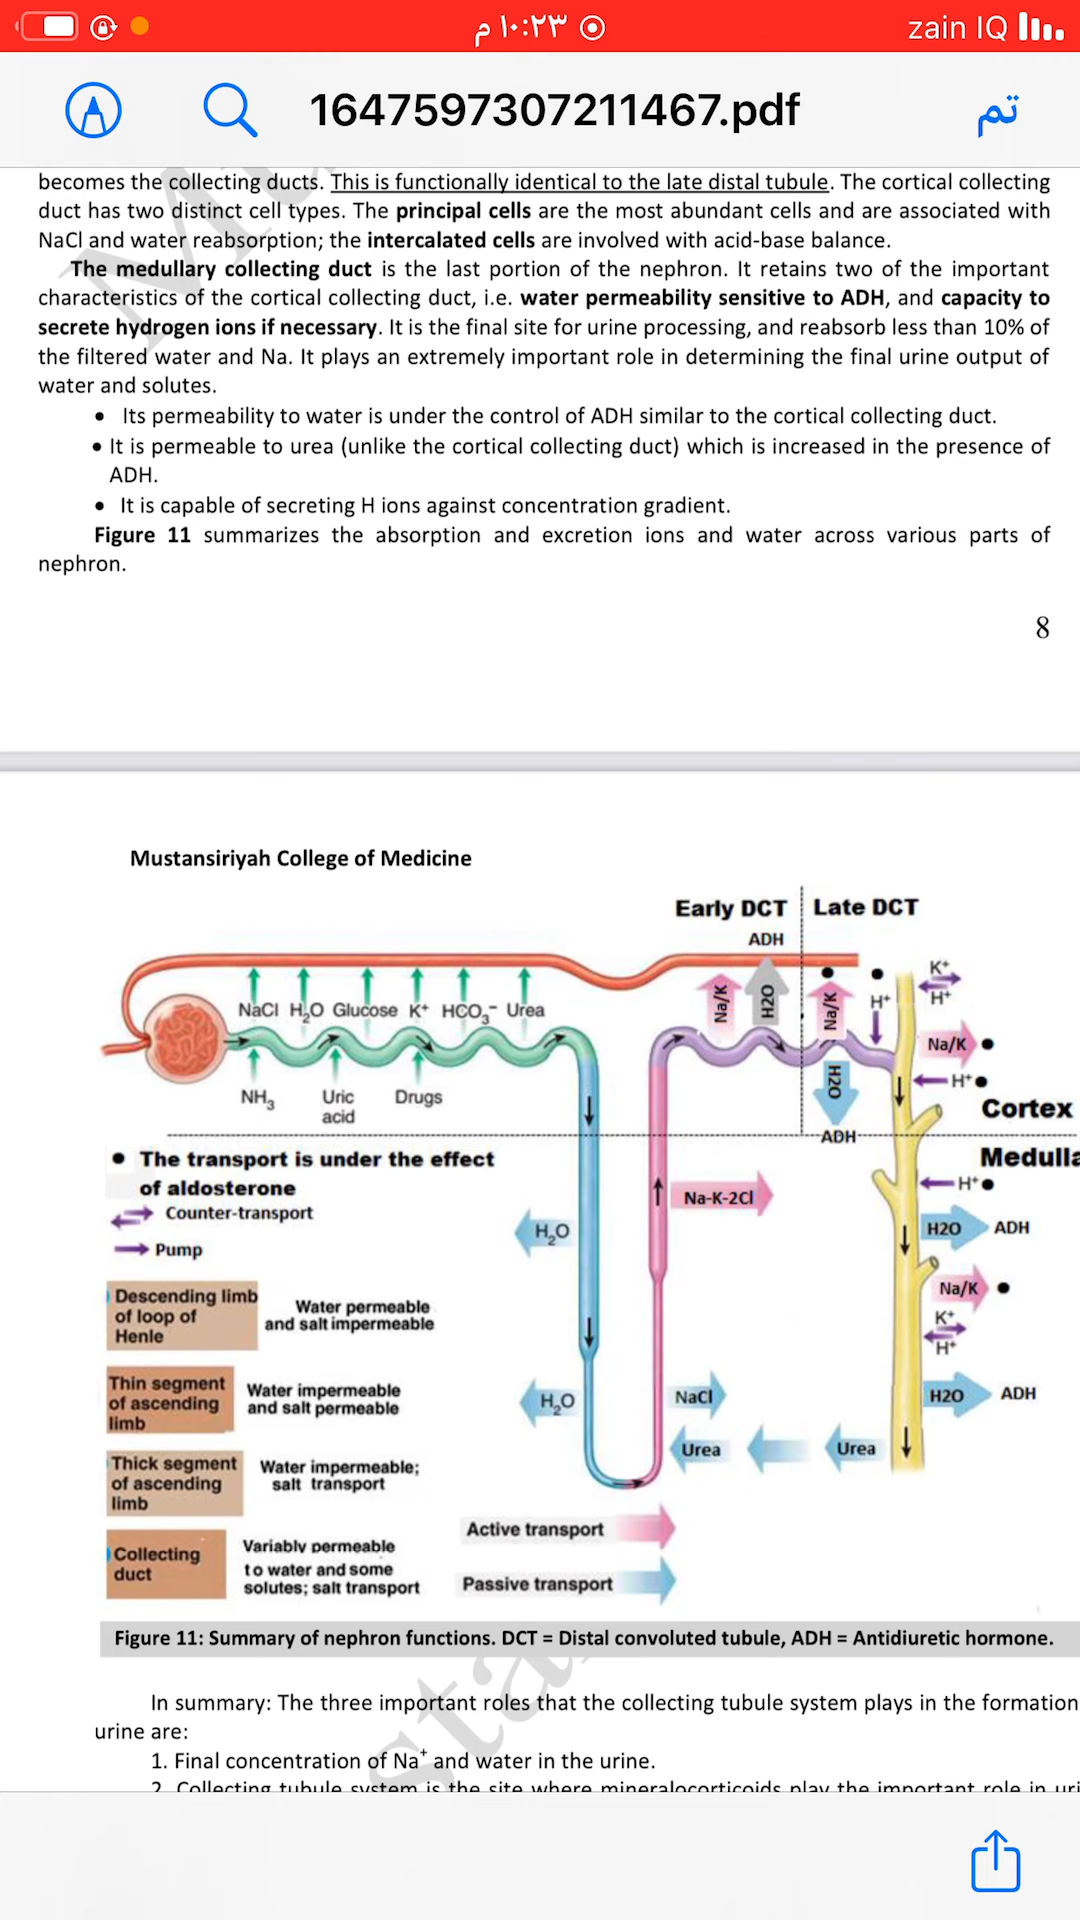 ١٠:٢٣ م
zain IQ
1647597307211467.pdf
تم
becomes the collecting ducts. This is functionally identical to the late distal tubule. The cortical collecting
duct has two distinct cell types. The principal cells are the most abundant cells and are associated with
NaCl and water reabsorption; the intercalated cells are involved with acid-base balance.
The medullary collecting duct is the last portion of the nephron. It retains two of the important
characteristics of the cortical collecting duct, i.e. water permeability sensitive to ADH, and capacity to
secrete hydrogen ions if necessary. It is the final site for urine processing, and reabsorb less than 10% of
the filtered water and Na. It plays an extremely important role in determining the final urine output of
water and solutes.
• Its permeability to water is under the control of ADH similar to the cortical collecting duct.
• It is permeable to urea (unlike the cortical collecting duct) which is increased in the presence of
ADH.
• It is capable of secreting H ions against concentration gradient.
Figure 11 summarizes the absorption and excretion ions and water across various parts of
nephron.
8
Mustansiriyah College of Medicine
Early DCT Late DCT
ADH
NaCl H₂O Glucose K⁺ HCO₃⁻ Urea
Na/K
H2O
Na/K
H⁺
K⁺
H⁺
Na/K •
H⁺ •
NH₃ Uric acid Drugs
H2O
ADH
Cortex
Medulla
• The transport is under the effect
of aldosterone
Counter-transport
Pump
H⁺ •
Na-K-2Cl
H₂O
H2O ADH
Na/K •
K⁺
H⁺
Descending limb
of loop of
Henle
Water permeable
and salt impermeable
Thin segment
of ascending
limb
Water impermeable
and salt permeable
H₂O
NaCl
H2O ADH
Urea
Urea
Thick segment
of ascending
limb
Water impermeable;
salt transport
Active transport
Collecting
duct
Variably permeable
to water and some
solutes; salt transport
Passive transport
Figure 11: Summary of nephron functions. DCT = Distal convoluted tubule, ADH = Antidiuretic hormone.
In summary: The three important roles that the collecting tubule system plays in the formation
urine are:
1. Final concentration of Na⁺ and water in the urine.
2. Collecting tubule system is the site where mineralocorticoids play the important role in uri